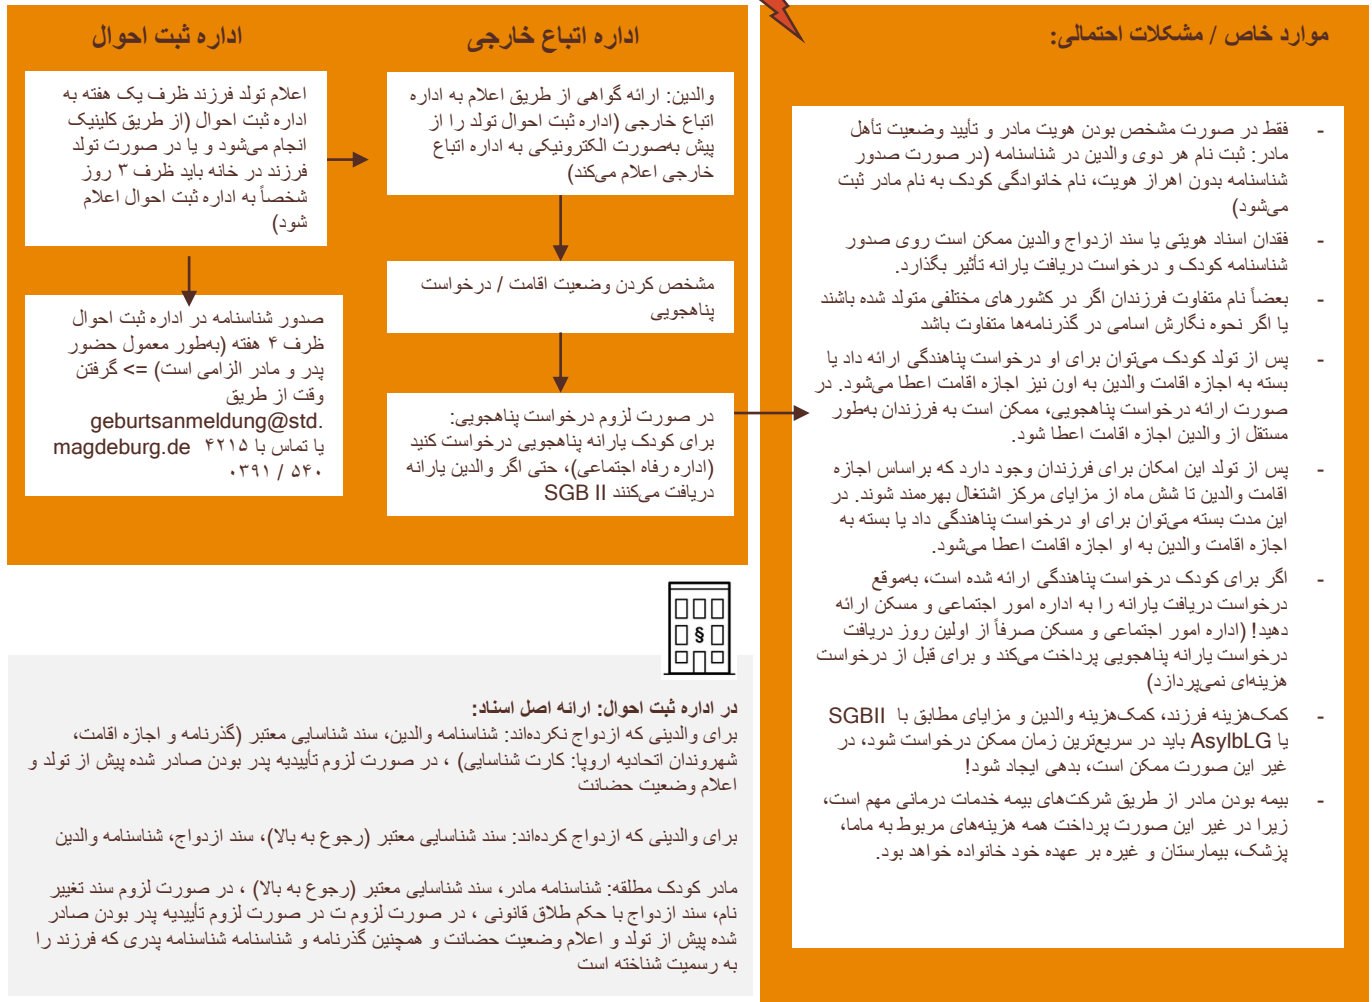 اداره ثبت احوال
اعلام تولد فرزند ظرف یک هفته به
اداره ثبت احوال (از طریق کلینیک
انجام می‌شود و یا در صورت تولد
فرزند در خانه باید ظرف ۳ روز
شخصاً به اداره ثبت احوال اعلام
شود)
صدور شناسنامه در اداره ثبت احوال
ظرف ۴ هفته (به‌طور معمول حضور
پدر و مادر الزامی است) => گرفتن
وقت از طریق
geburtsanmeldung@std.
magdeburg.de یا تماس با ۴۲۱۵
۰۳۹۱ / ۵۴۰
اداره اتباع خارجی
والدین: ارائه گواهی از طریق اعلام به اداره
اتباع خارجی (اداره ثبت احوال تولد را از
پیش به‌صورت الکترونیکی به اداره اتباع
خارجی اعلام می‌کند)
مشخص کردن وضعیت اقامت / درخواست
پناهجویی
در صورت لزوم درخواست پناهجویی:
برای کودک یارانه پناهجویی درخواست کنید
(اداره رفاه اجتماعی)، حتی اگر والدین یارانه
دریافت می‌کنند SGB II
موارد خاص / مشکلات احتمالی:
- فقط در صورت مشخص بودن هویت مادر و تأیید وضعیت تأهل
مادر: ثبت نام هر دوی والدین در شناسنامه (در صورت صدور
شناسنامه بدون اهراز هویت، نام خانوادگی کودک به نام مادر ثبت
می‌شود)
- فقدان اسناد هویتی یا سند ازدواج والدین ممکن است روی صدور
شناسنامه کودک و درخواست دریافت یارانه تأثیر بگذارد.
- بعضاً نام متفاوت فرزندان اگر در کشورهای مختلفی متولد شده باشند
یا اگر نحوه نگارش اسامی در گذرنامه‌ها متفاوت باشد
- پس از تولد کودک می‌توان برای او درخواست پناهندگی ارائه داد یا
بسته به اجازه اقامت والدین به اون نیز اجازه اقامت اعطا می‌شود. در
صورت ارائه درخواست پناهجویی، ممکن است به فرزندان به‌طور
مستقل از والدین اجازه اقامت اعطا شود.
- پس از تولد این امکان برای فرزندان وجود دارد که براساس اجازه
اقامت والدین تا شش ماه از مزایای مرکز اشتغال بهره‌مند شوند. در
این مدت بسته می‌توان برای او درخواست پناهندگی داد یا بسته به
اجازه اقامت والدین به او اجازه اقامت اعطا می‌شود.
- اگر برای کودک درخواست پناهندگی ارائه شده است، به‌موقع
درخواست دریافت یارانه را به اداره امور اجتماعی و مسکن ارائه
دهید! (اداره امور اجتماعی و مسکن صرفاً از اولین روز دریافت
درخواست یارانه پناهجویی پرداخت می‌کند و برای قبل از درخواست
هزینه‌ای نمی‌پردازد)
- کمک‌هزینه فرزند، کمک‌هزینه والدین و مزایای مطابق با SGBII
یا AsylbLG باید در سریع‌ترین زمان ممکن درخواست شود، در
غیر این صورت ممکن است، بدهی ایجاد شود!
- بیمه بودن مادر از طریق شرکت‌های بیمه خدمات درمانی مهم است،
زیرا در غیر این صورت پرداخت همه هزینه‌های مربوط به ماما،
پزشک، بیمارستان و غیره بر عهده خود خانواده خواهد بود.
§
در اداره ثبت احوال: ارائه اصل اسناد:
برای والدینی که ازدواج نکرده‌اند: شناسنامه والدین، سند شناسایی معتبر (گذرنامه و اجازه اقامت،
شهروندان اتحادیه اروپا: کارت شناسایی) ، در صورت لزوم تأییدیه پدر بودن صادر شده پیش از تولد و
اعلام وضعیت حضانت
برای والدینی که ازدواج کرده‌اند: سند شناسایی معتبر (رجوع به بالا)، سند ازدواج، شناسنامه والدین
مادر کودک مطلقه: شناسنامه مادر، سند شناسایی معتبر (رجوع به بالا) ، در صورت لزوم سند تغییر
نام، سند ازدواج با حکم طلاق قانونی ، در صورت لزوم ت در صورت لزوم تأییدیه پدر بودن صادر
شده پیش از تولد و اعلام وضعیت حضانت و همچنین گذرنامه و شناسنامه شناسنامه پدری که فرزند را
به رسمیت شناخته است